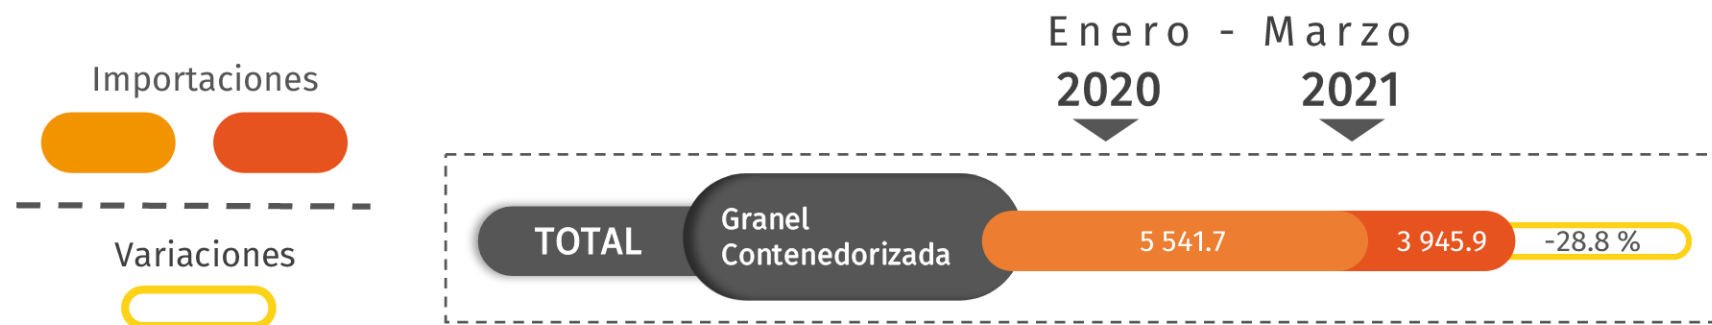 Importaciones
Variaciones
Enero - Marzo
2020 2021
TOTAL
Granel
Contenedorizada
5 541.7 3 945.9 -28.8 %